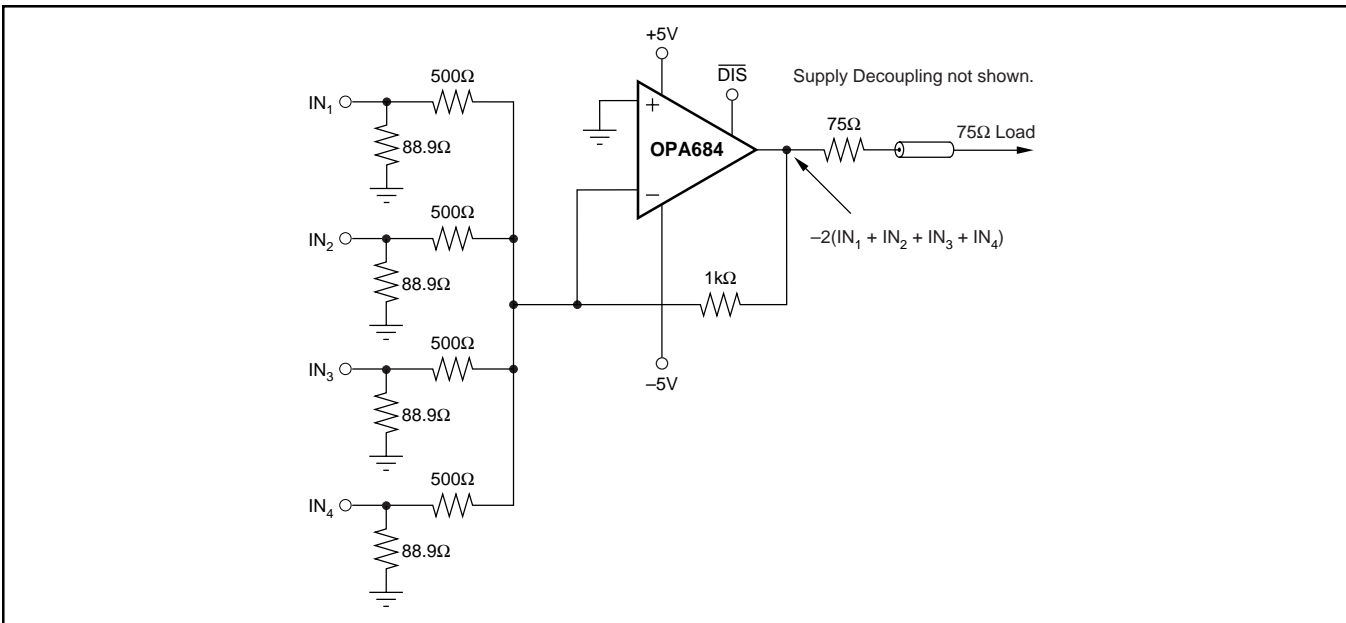 +5V
DIS
Supply Decoupling not shown.
500Ω
IN1
88.9Ω
+
OPA684
–
75Ω
75Ω Load
500Ω
IN2
88.9Ω
–2(IN1 + IN2 + IN3 + IN4)
1kΩ
500Ω
IN3
88.9Ω
–5V
500Ω
IN4
88.9Ω